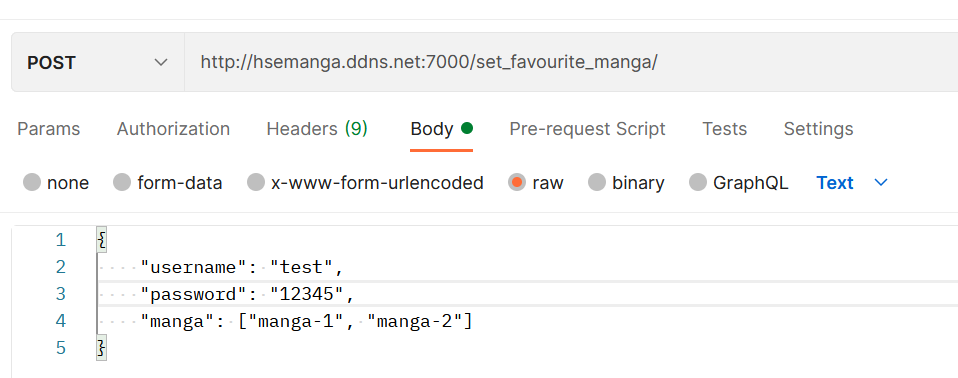 POST http://hsemanga.ddns.net:7000/set_favourite_manga/
Params Authorization Headers (9) Body Pre-request Script Tests Settings
none form-data x-www-form-urlencoded raw binary GraphQL Text
1 {
2 "username": "test",
3 "password": "12345",
4 "manga": ["manga-1", "manga-2"]
5 }